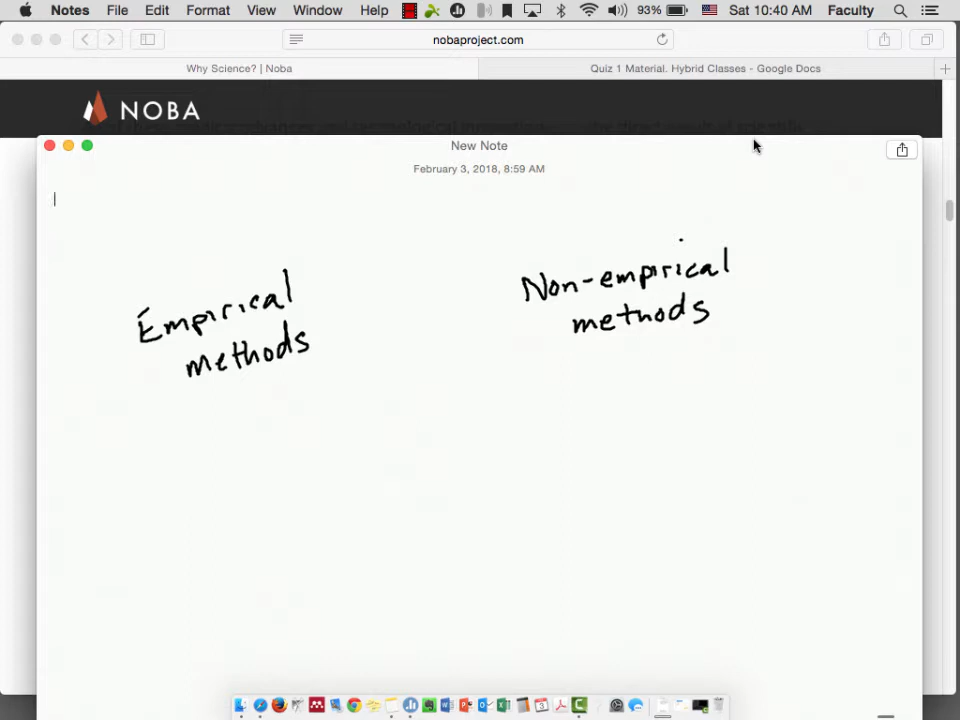 Notes File Edit Format View Window Help 93% Sat 10:40 AM Faculty
nobaproject.com
Why Science? | Noba Quiz 1 Material. Hybrid Classes - Google Docs
NOBA
New Note
February 3, 2018, 8:59 AM
Empirical
methods
Non-empirical
methods